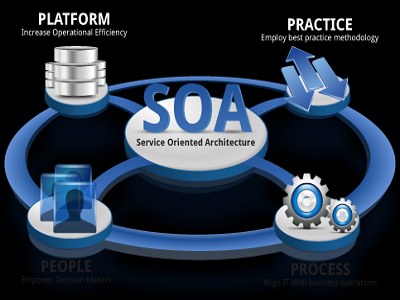 PLATFORM
Increase Operational Efficiency
PRACTICE
Employ best practice methodology
SOA
Service Oriented Architecture
PEOPLE
Empower Decision Makers
PROCESS
Align IT With business operations